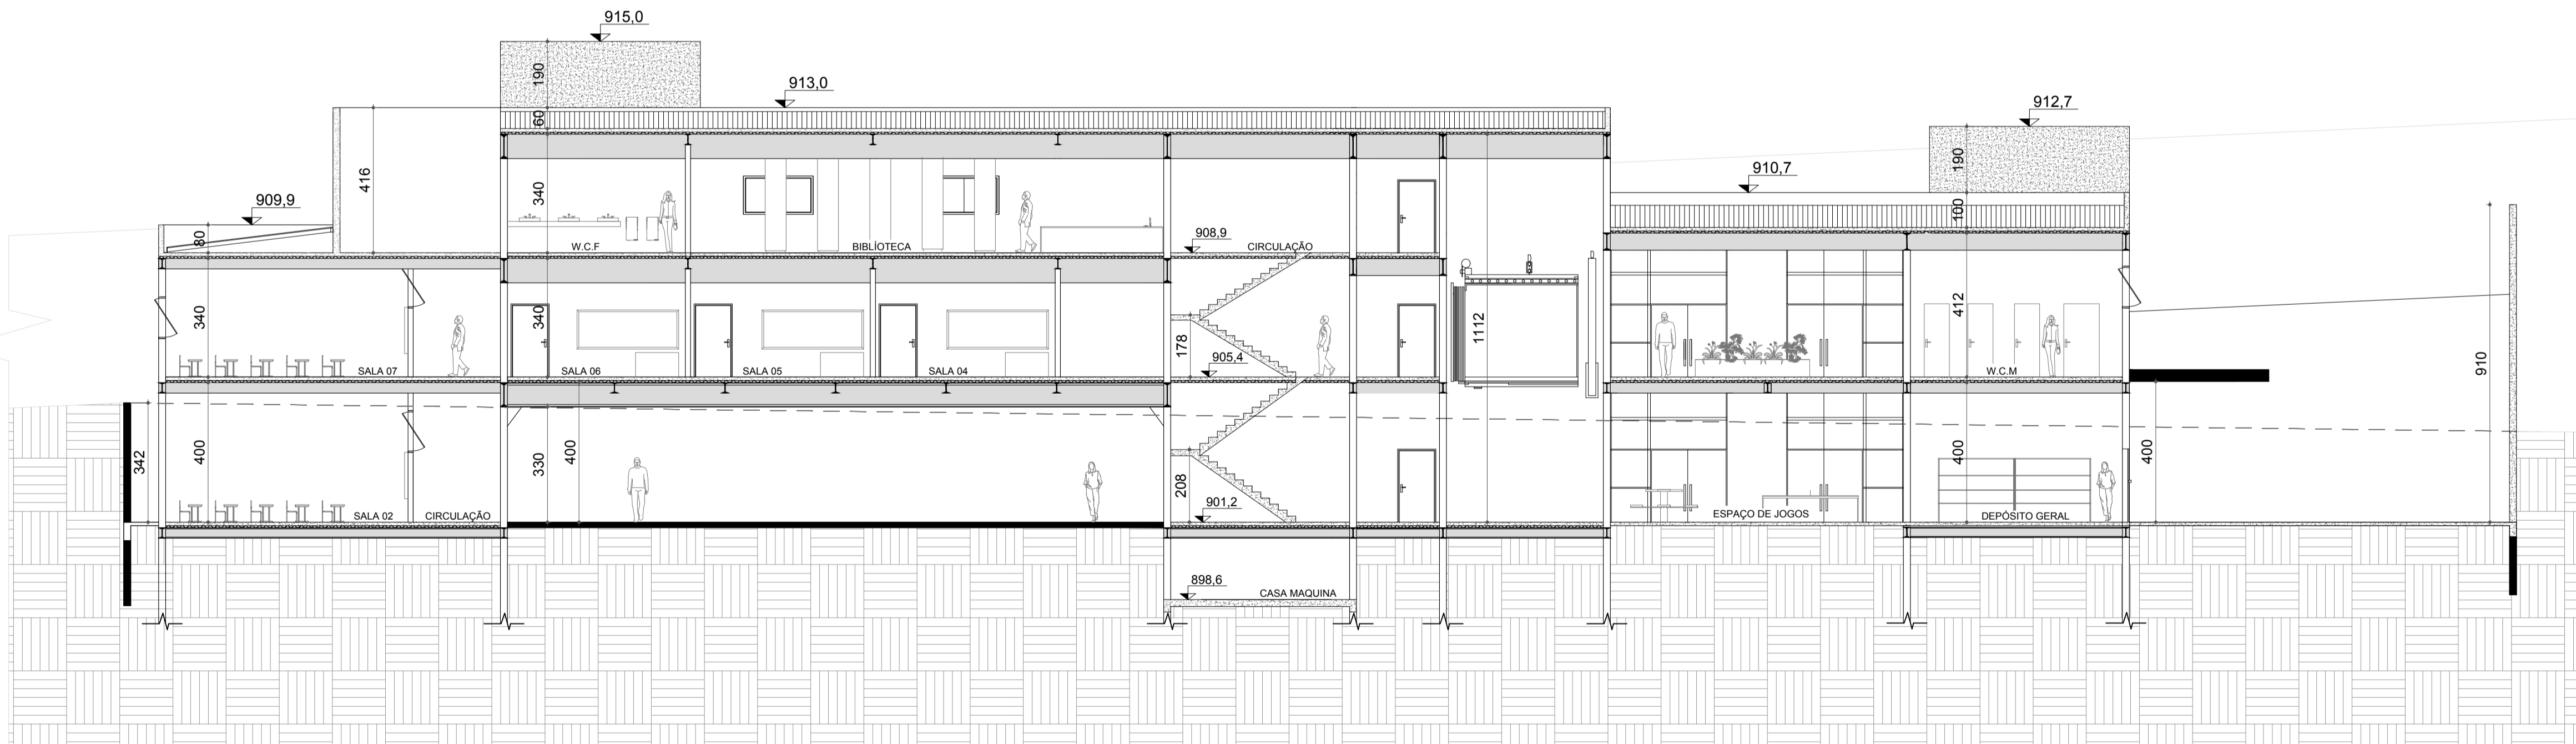 915,0
190
913,0
912,7
60
190
416
910,7
909,9
340
100
80
908,9
W.C.F
BIBLÍOTECA
CIRCULAÇÃO
340
340
1112
412
178
905,4
910
SALA 07
SALA 06
SALA 05
SALA 04
W.C.M
342
400
330
400
208
901,2
400
400
SALA 02
CIRCULAÇÃO
ESPAÇO DE JOGOS
DEPÓSITO GERAL
898,6
CASA MAQUINA